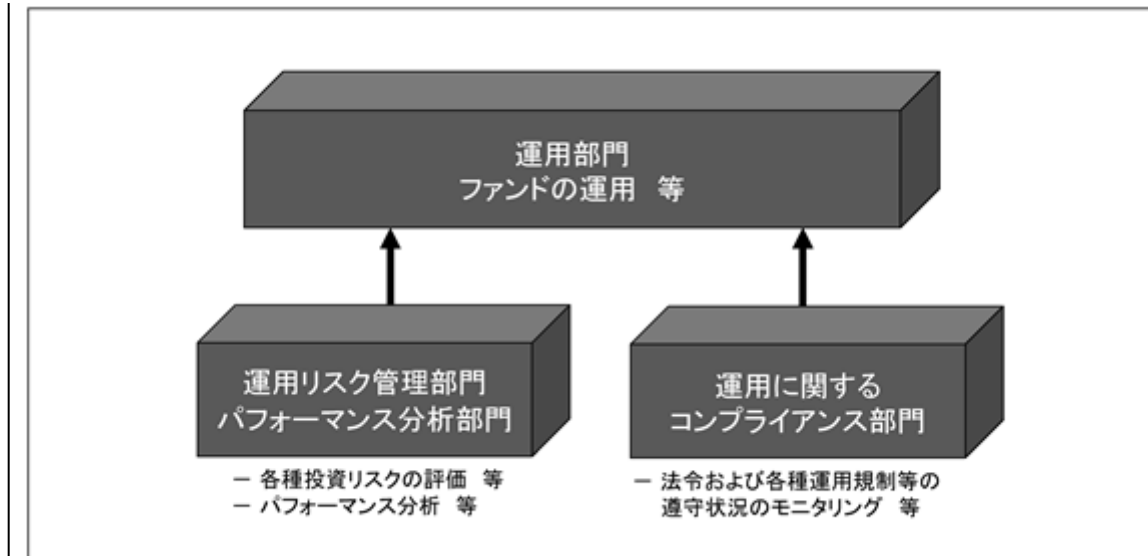 運用部門
ファンドの運用 等
運用リスク管理部門
パフォーマンス分析部門
－ 各種投資リスクの評価 等
－ パフォーマンス分析 等
運用に関する
コンプライアンス部門
－ 法令および各種運用規制等の
遵守状況のモニタリング 等